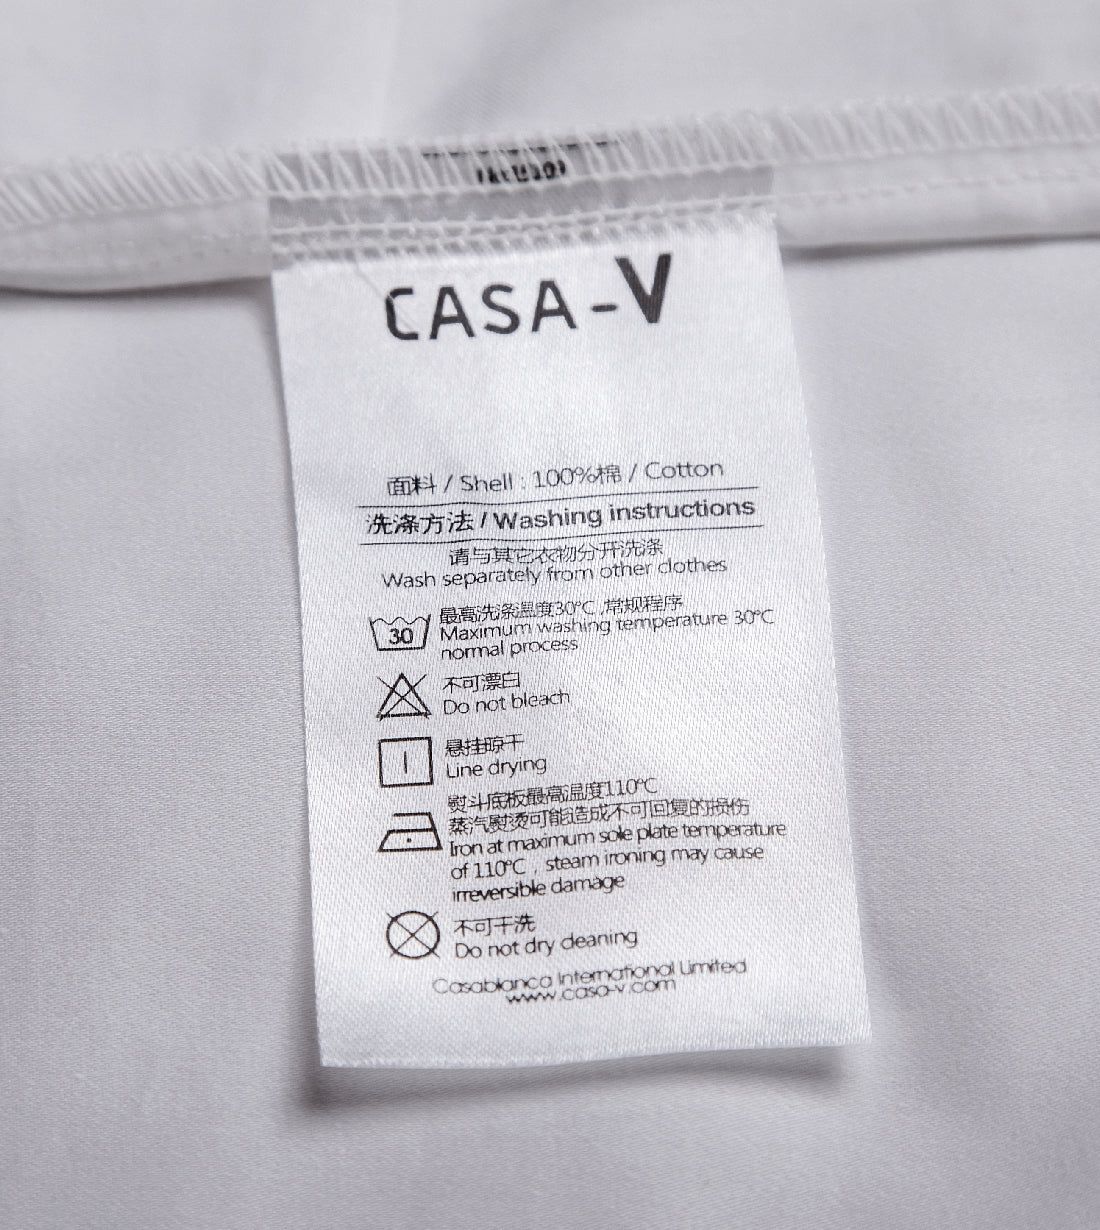 CASA-V
面料 / Shell : 100%棉 / Cotton
洗涤方法 / Washing instructions
请与其它衣物分开洗涤
Wash separately from other clothes
30
最高洗涤温度30℃ ,常规程序
Maximum washing temperature 30℃
normal process
不可漂白
Do not bleach
悬挂晾干
Line drying
熨斗底板最高温度110℃
蒸汽熨烫可能造成不可回复的损伤
Iron at maximum sole plate temperature
of 110℃ , steam ironing may cause
irreversible damage
不可干洗
Do not dry cleaning
Casablanca International Limited
www.casa-v.com